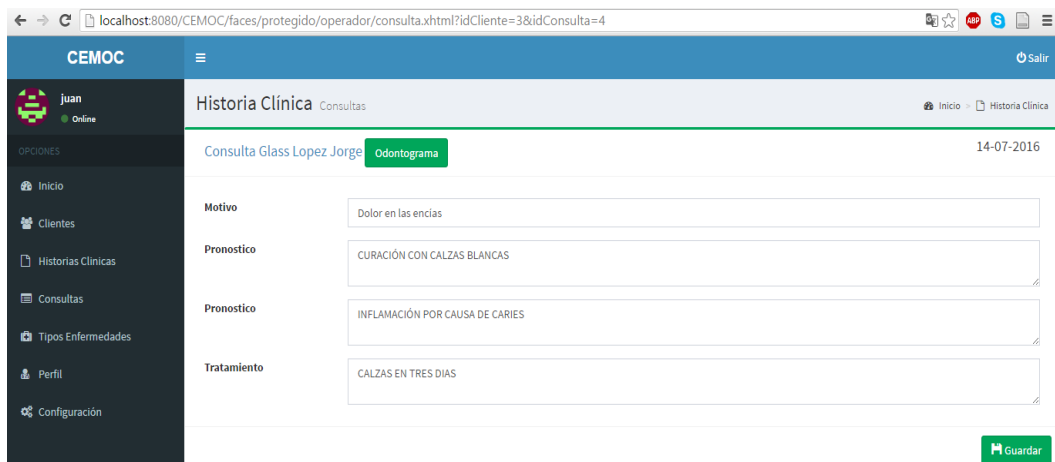 localhost:8080/CEMOC/faces/protegido/operador/consulta.xhtml?idCliente=3&idConsulta=4
ABP
S
CEMOC
Salir
juan
Online
Historia Clínica Consultas
Inicio > Historia Clínica
OPCIONES
Consulta Glass Lopez Jorge Odontograma
14-07-2016
Inicio
Clientes
Historias Clinicas
Consultas
Tipos Enfermedades
Perfil
Configuración
Motivo
Dolor en las encias
Pronostico
CURACIÓN CON CALZAS BLANCAS
Pronostico
INFLAMACIÓN POR CAUSA DE CARIES
Tratamiento
CALZAS EN TRES DIAS
Guardar